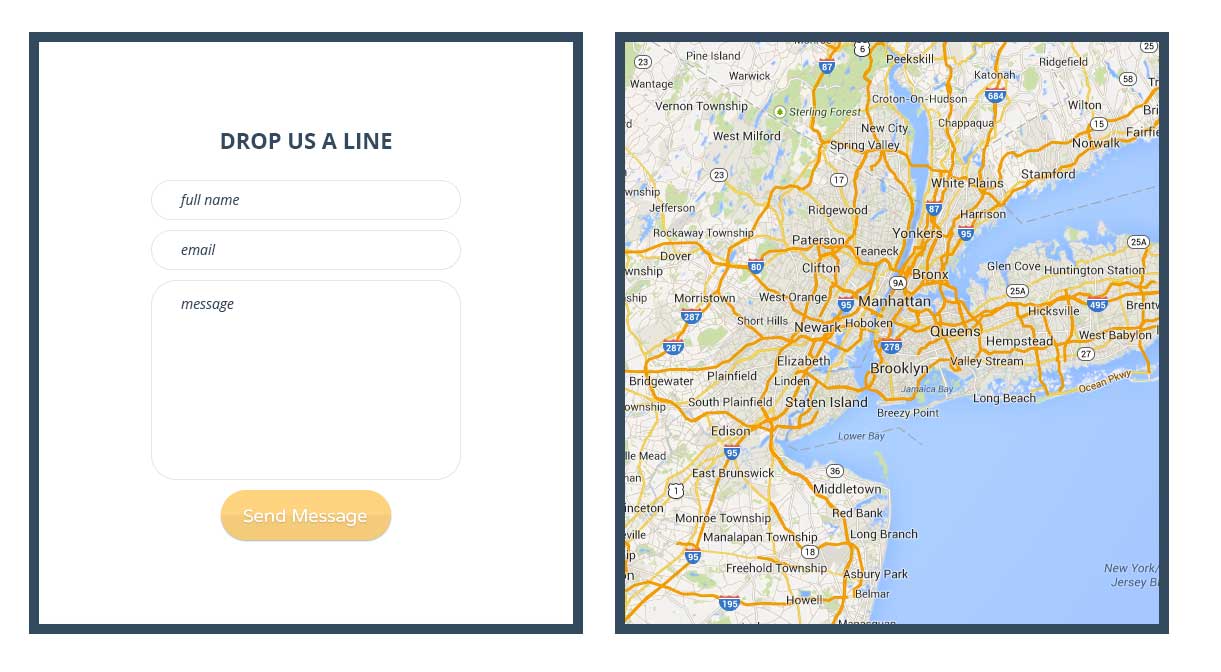 DROP US A LINE
full name
email
message
Send Message
6
25
Pine Island
Peekskill
23
87
Ridgefield
Warwick
Katonah
58
Wantage
684
Croton-On-Hudson
Vernon Township
Wilton
Sterling Forest
Chappaqua
15
New City
West Milford
Norwalk
Spring Valley
23
17
Stamford
White Plains
Jefferson
Ridgewood
87
Harrison
Rockaway Township
Yonkers
95
Paterson
25A
Teaneck
Dover
80
Clifton
Bronx
Glen Cove
Huntington Station
9A
25A
Morristown
West Orange
95
Manhattan
495
287
Hicksville
Short Hills
Newark
Hoboken
Queens
West Babylon
287
278
Hempstead
27
Elizabeth
Valley Stream
Brooklyn
Plainfield
Linden
Bridgewater
Ocean Pkwy
Jamaica Bay
South Plainfield
Staten Island
Long Beach
Breezy Point
Edison
Lower Bay
95
East Brunswick
36
1
Middletown
Red Bank
Monroe Township
Long Branch
Manalapan Township
18
95
Freehold Township
Asbury Park
New York/
Jersey B
195
Howell
Belmar
Manasquan